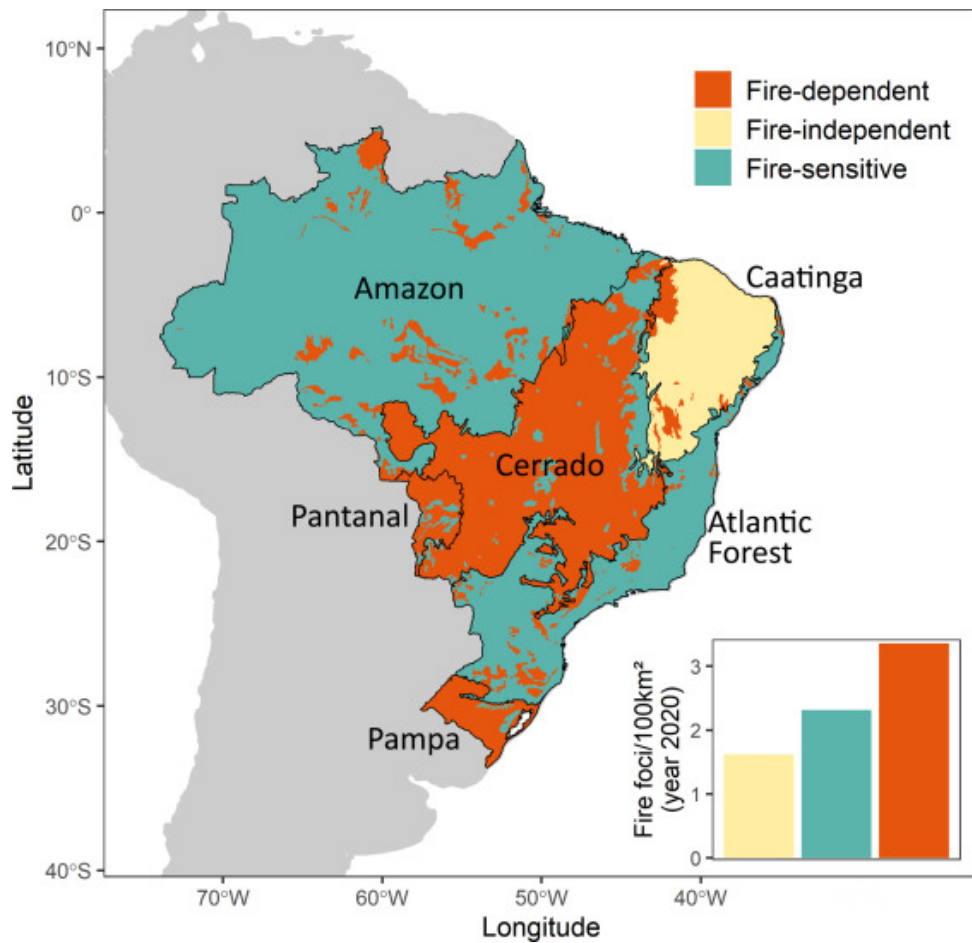 10°N
0°
10°S
20°S
30°S
40°S
Latitude
70°W
60°W
50°W
40°W
Longitude
Fire-dependent
Fire-independent
Fire-sensitive
Amazon
Caatinga
Cerrado
Pantanal
Atlantic
Forest
Pampa
Fire foci/100km²
(year 2020)
3
2
1
0